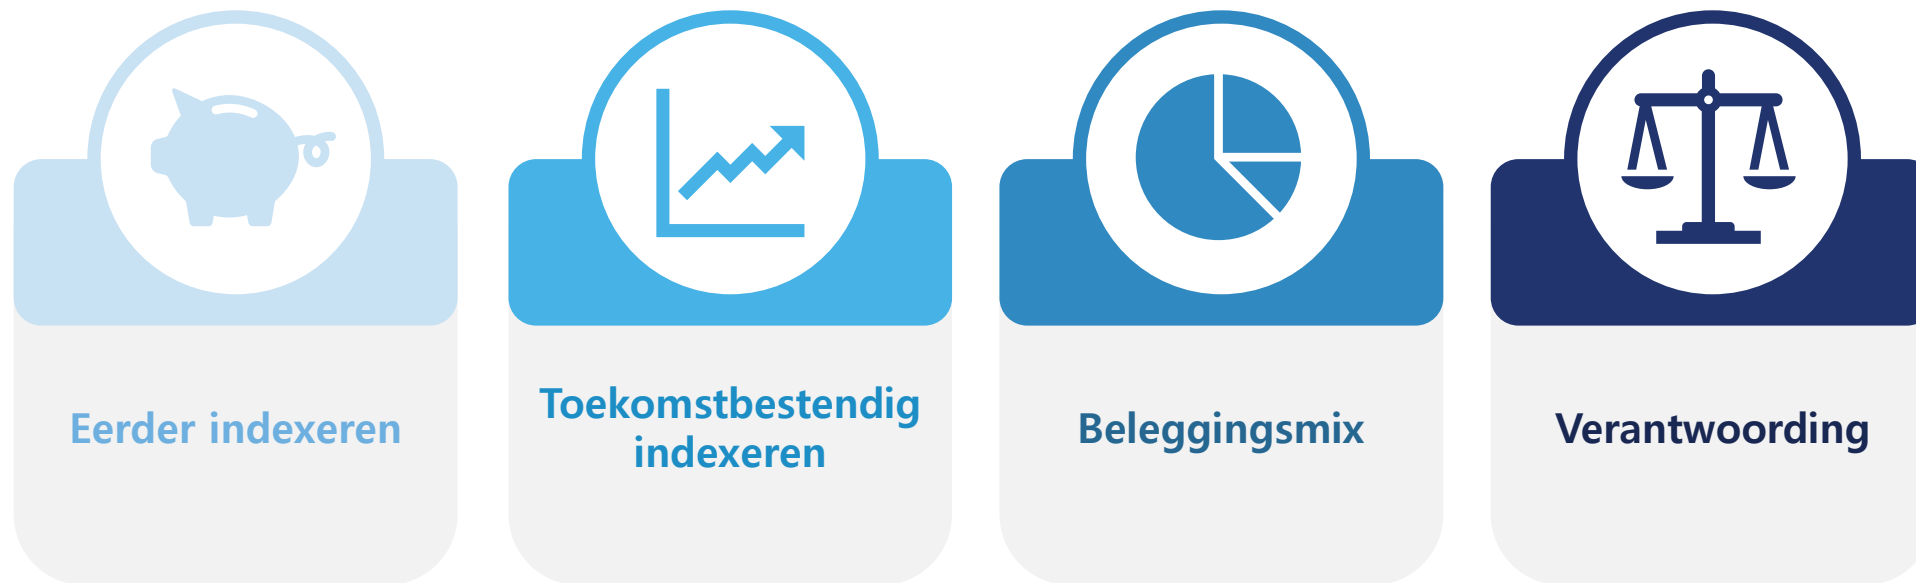 Eerder indexeren
Toekomstbestendig
indexeren
Beleggingsmix
Verantwoording